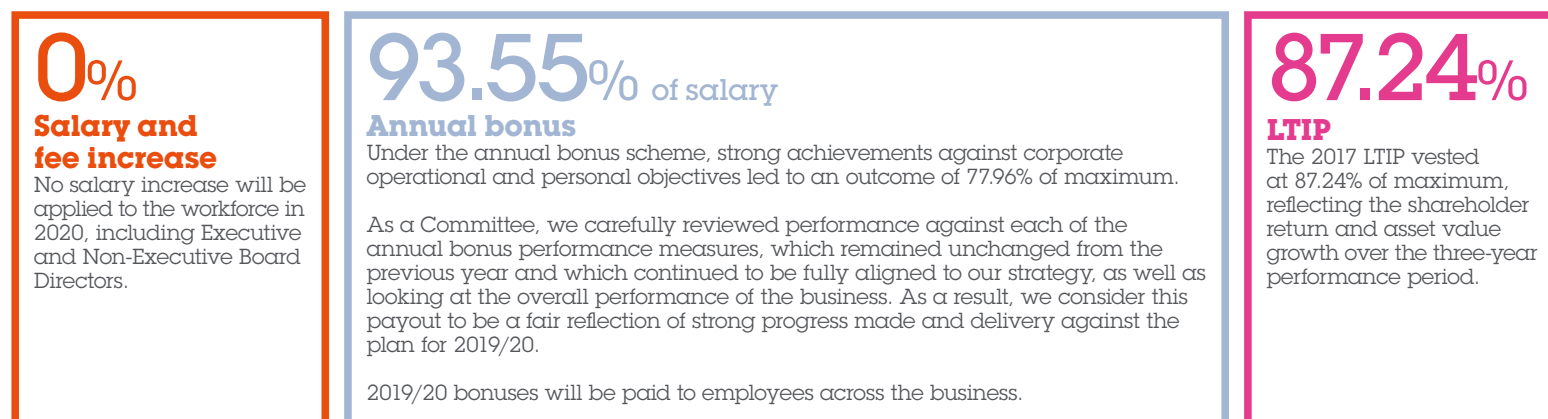 0%
Salary and
fee increase
No salary increase will be
applied to the workforce in
2020, including Executive
and Non-Executive Board
Directors.
93.55% of salary
Annual bonus
Under the annual bonus scheme, strong achievements against corporate
operational and personal objectives led to an outcome of 77.96% of maximum.
As a Committee, we carefully reviewed performance against each of the
annual bonus performance measures, which remained unchanged from the
previous year and which continued to be fully aligned to our strategy, as well as
looking at the overall performance of the business. As a result, we consider this
payout to be a fair reflection of strong progress made and delivery against the
plan for 2019/20.
2019/20 bonuses will be paid to employees across the business.
87.24%
LTIP
The 2017 LTIP vested
at 87.24% of maximum,
reflecting the shareholder
return and asset value
growth over the three-year
performance period.